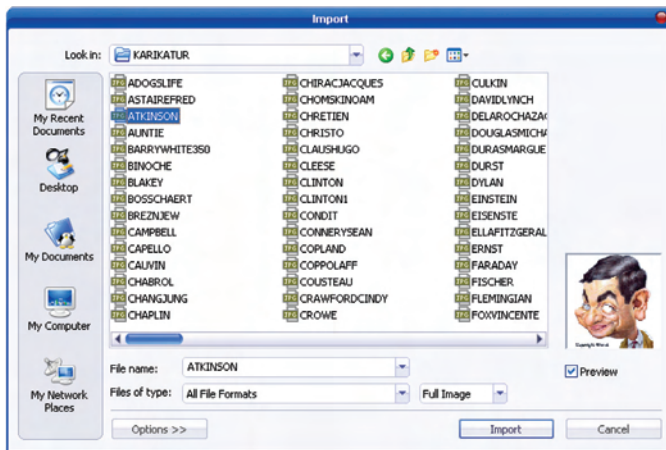 Import
Look in:
KARIKATUR
My Recent
Documents
Desktop
My Documents
My Computer
My Network
Places
ADOGSLIFE
ASTAIREFRED
ATKINSON
AUNTIE
BARRYWHITE350
BINOCHE
BLAKEY
BOSSCHAERT
BREZNJEW
CAMPBELL
CAPELLO
CAUVIN
CHABROL
CHANGJUNG
CHAPLIN
CHIRACJACQUES
CHOMSKINOAM
CHRETIEN
CHRISTO
CLAUSHUGO
CLEESE
CLINTON
CLINTON1
CONDIT
CONNERYSEAN
COPLAND
COPPOLAFF
COUSTEAU
CRAWFORDCINDY
CROWE
CULKIN
DAVIDLYNCH
DELAROCHAZA
DOUGLASMICHA
DURASMARGUE
DURST
DYLAN
EINSTEIN
EISENSTE
ELLAFITZGERAL
ERNST
FARADAY
FISCHER
FLEMINGIAN
FOXVINCENTE
File name:
ATKINSON
Files of type:
All File Formats
Full Image
Preview
Options >>
Import
Cancel